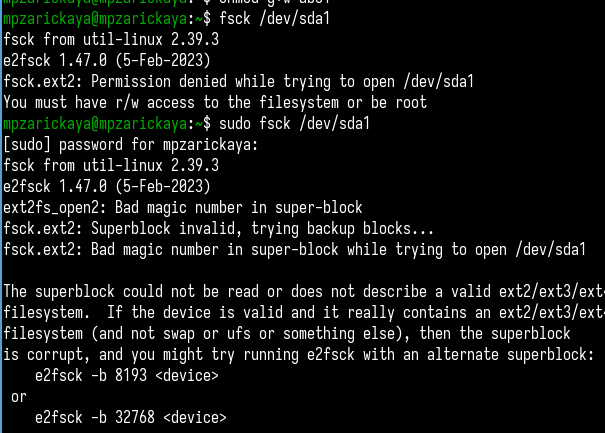 mpzarickaya@mpzarickaya:~$ fsck /dev/sda1
fsck from util-linux 2.39.3
e2fsck 1.47.0 (5-Feb-2023)
fsck.ext2: Permission denied while trying to open /dev/sda1
You must have r/w access to the filesystem or be root
mpzarickaya@mpzarickaya:~$ sudo fsck /dev/sda1
[sudo] password for mpzarickaya:
fsck from util-linux 2.39.3
e2fsck 1.47.0 (5-Feb-2023)
ext2fs_open2: Bad magic number in super-block
fsck.ext2: Superblock invalid, trying backup blocks...
fsck.ext2: Bad magic number in super-block while trying to open /dev/sda1

The superblock could not be read or does not describe a valid ext2/ext3/ext
filesystem.  If the device is valid and it really contains an ext2/ext3/ext
filesystem (and not swap or ufs or something else), then the superblock
is corrupt, and you might try running e2fsck with an alternate superblock:
    e2fsck -b 8193 <device>
 or
    e2fsck -b 32768 <device>